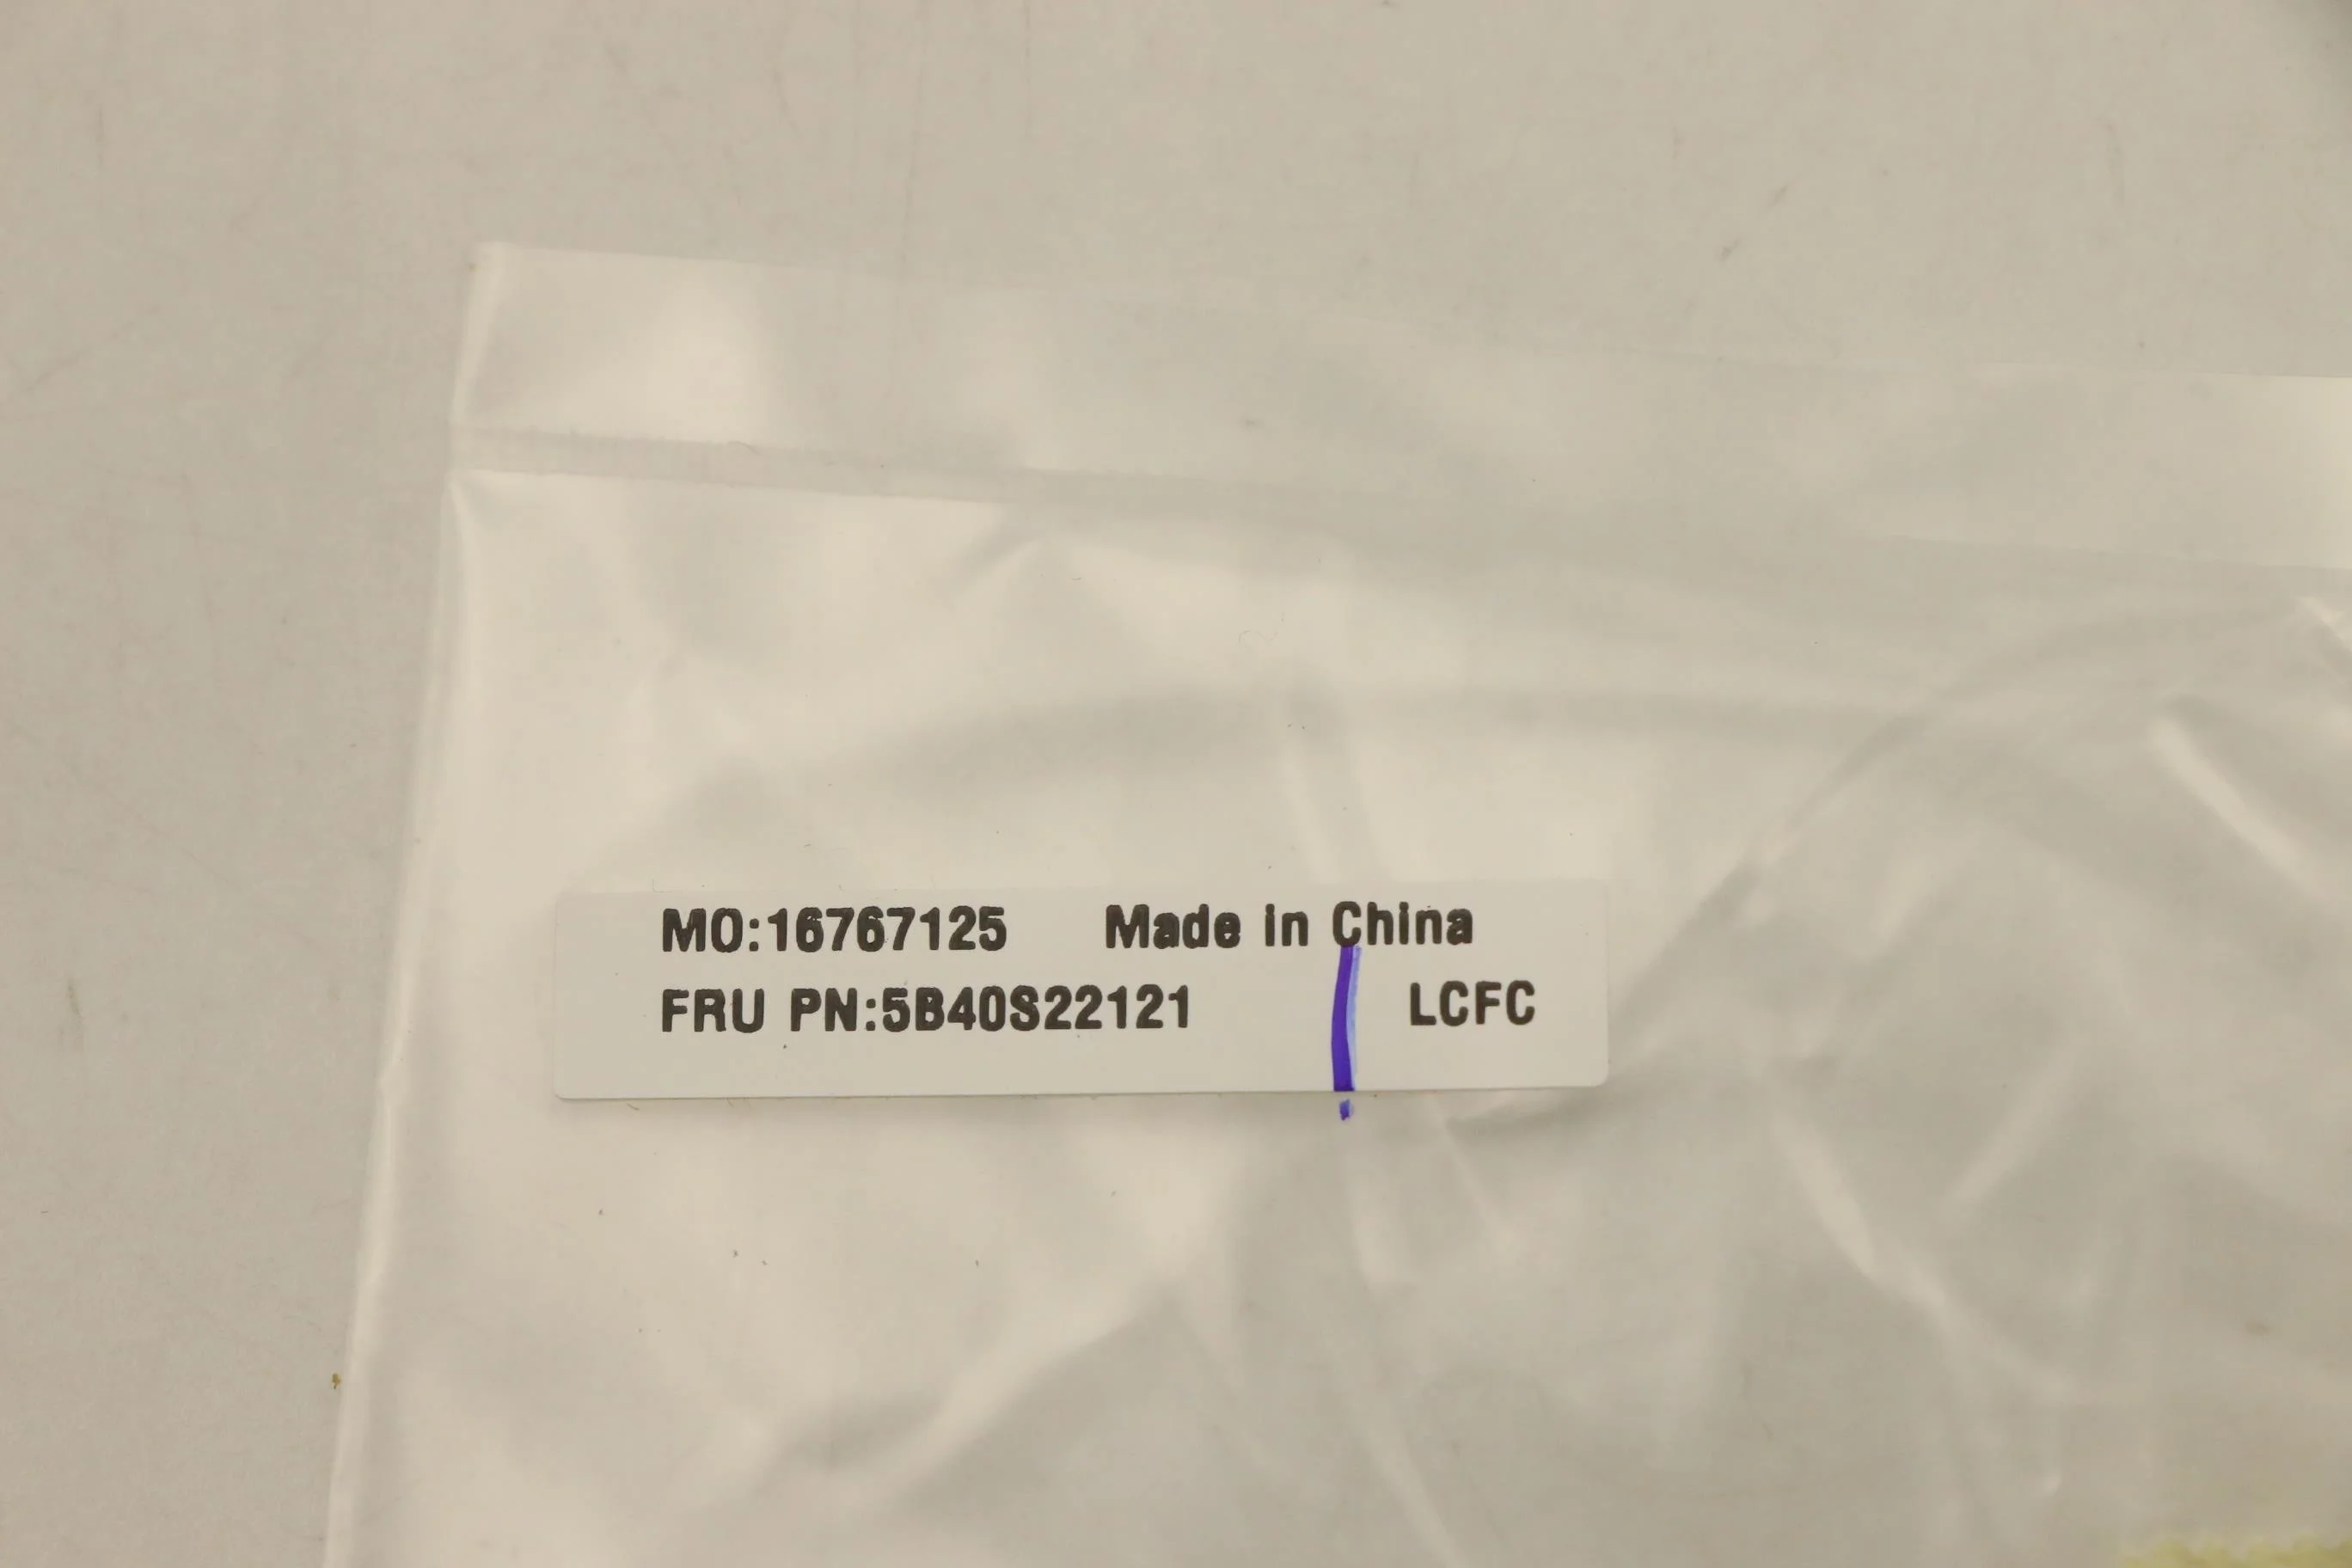 MO:16767125 Made in China
FRU PN:5B40S22121 LCFC